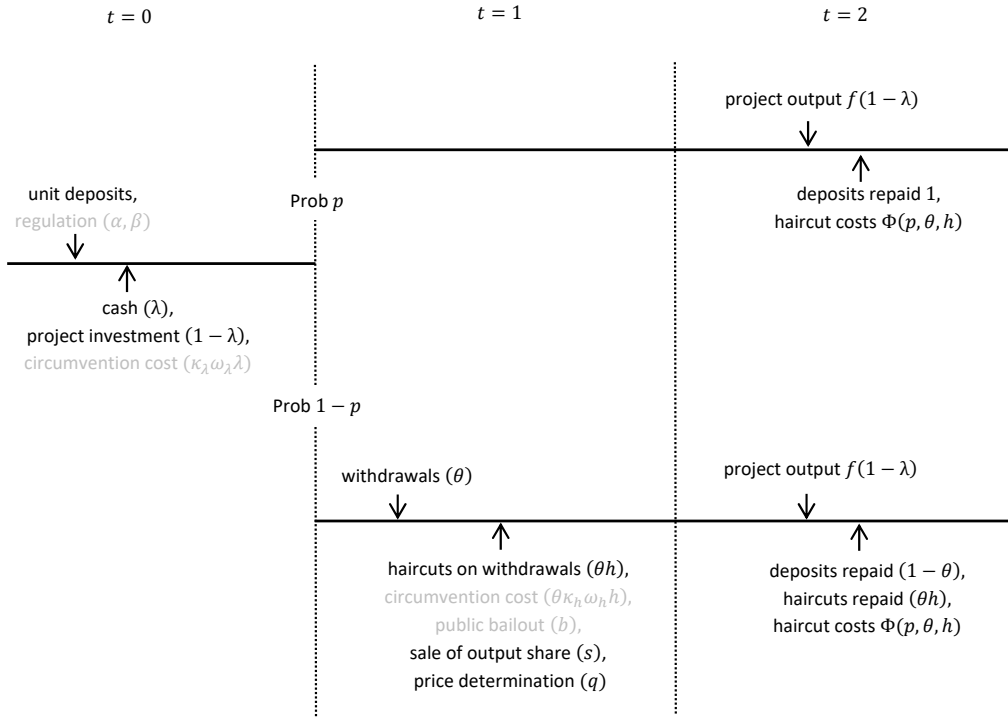 t = 0
t = 1
t = 2
project output f(1 − λ)
unit deposits,
regulation (α, β)
Prob p
deposits repaid 1,
haircut costs Φ(p, θ, h)
cash (λ),
project investment (1 − λ),
circumvention cost (κ_λ ω_λ λ)
Prob 1 − p
withdrawals (θ)
project output f(1 − λ)
haircuts on withdrawals (θh),
circumvention cost (θκ_h ω_h h),
public bailout (b),
sale of output share (s),
price determination (q)
deposits repaid (1 − θ),
haircuts repaid (θh),
haircut costs Φ(p, θ, h)